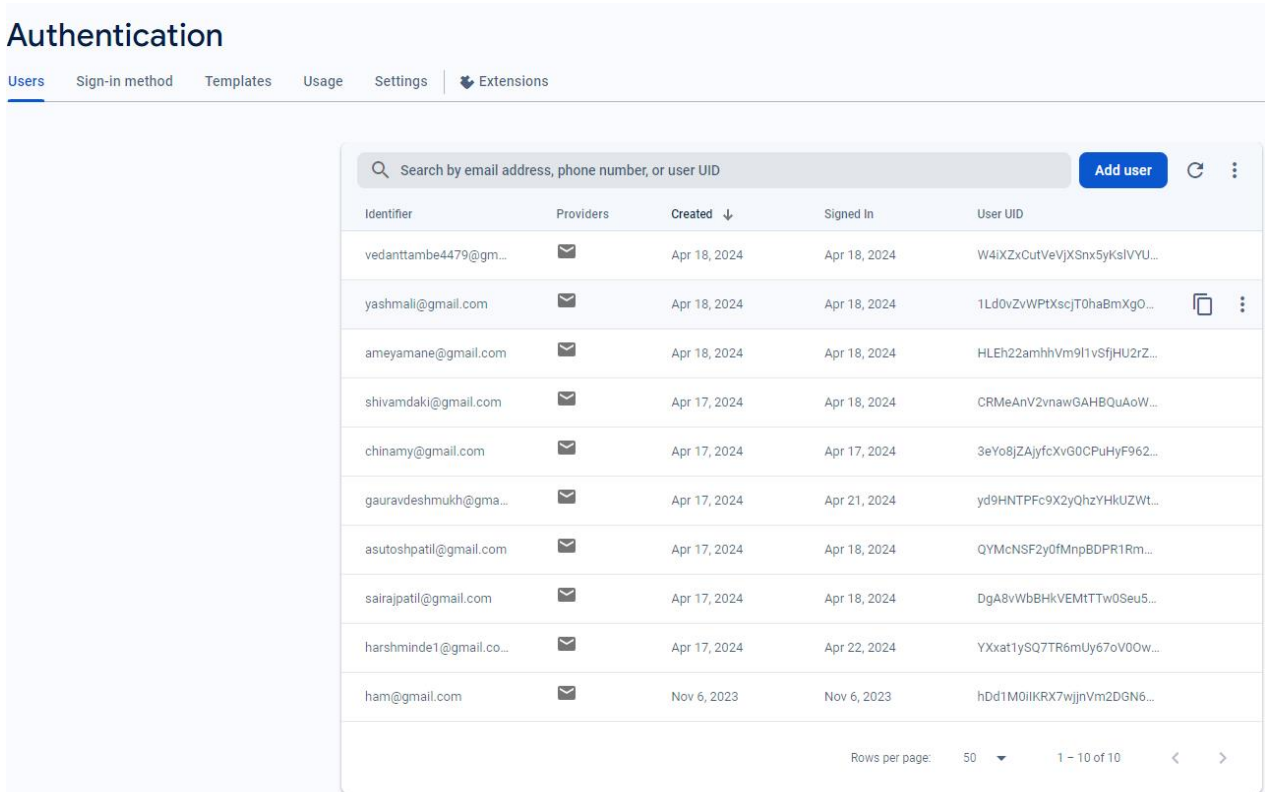 Authentication
Users Sign-in method Templates Usage Settings Extensions
Search by email address, phone number, or user UID Add user
Identifier Providers Created Signed In User UID
vedanttambe4479@gm... Apr 18, 2024 Apr 18, 2024 W4iXZxCutVeVjXSnx5yKslVYU...
yashmali@gmail.com Apr 18, 2024 Apr 18, 2024 1Ld0vZvWPtXscjT0haBmXgO...
ameyamane@gmail.com Apr 18, 2024 Apr 18, 2024 HLEh22amhhVm9l1vSfjHU2rZ...
shivamdaki@gmail.com Apr 17, 2024 Apr 18, 2024 CRMeAnV2vnawGAHBQuAoW...
chinamy@gmail.com Apr 17, 2024 Apr 17, 2024 3eYo8jZAjyfcXvG0CPuHyF962...
gauravdeshmukh@gma... Apr 17, 2024 Apr 21, 2024 yd9HNTPFc9X2yQhzYHkUZWt...
asutoshpatil@gmail.com Apr 17, 2024 Apr 18, 2024 QYMcNSF2y0fMnpBDPR1Rm...
sairajpatil@gmail.com Apr 17, 2024 Apr 18, 2024 DgA8vWbBHkVEMtTTw0Seu5...
harshminde1@gmail.co... Apr 17, 2024 Apr 22, 2024 YXxat1ySQ7TR6mUy67oV0Ow...
ham@gmail.com Nov 6, 2023 Nov 6, 2023 hDd1M0iIKRX7wjjnVm2DGN6...
Rows per page: 50 1 – 10 of 10